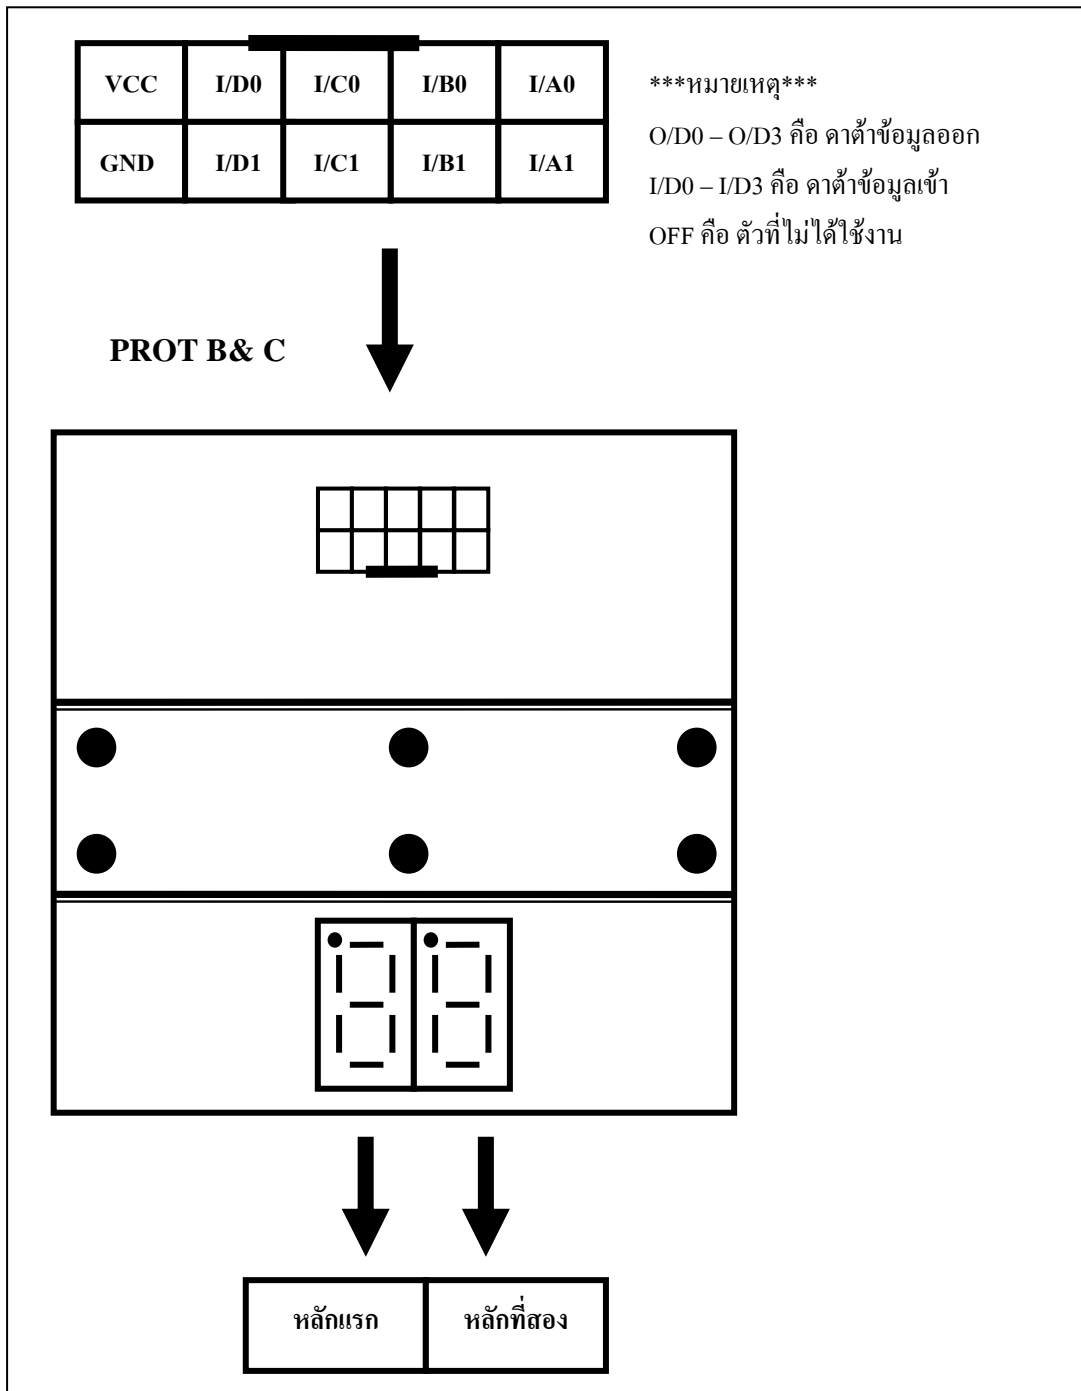 VCC I/D0 I/C0 I/B0 I/A0
GND I/D1 I/C1 I/B1 I/A1
***หมายเหตุ***
O/D0 – O/D3 คือ ดาต้าข้อมูลออก
I/D0 – I/D3 คือ ดาต้าข้อมูลเข้า
OFF คือ ตัวที่ไม่ได้ใช้งาน
PROT B& C
หลักแรก หลักที่สอง